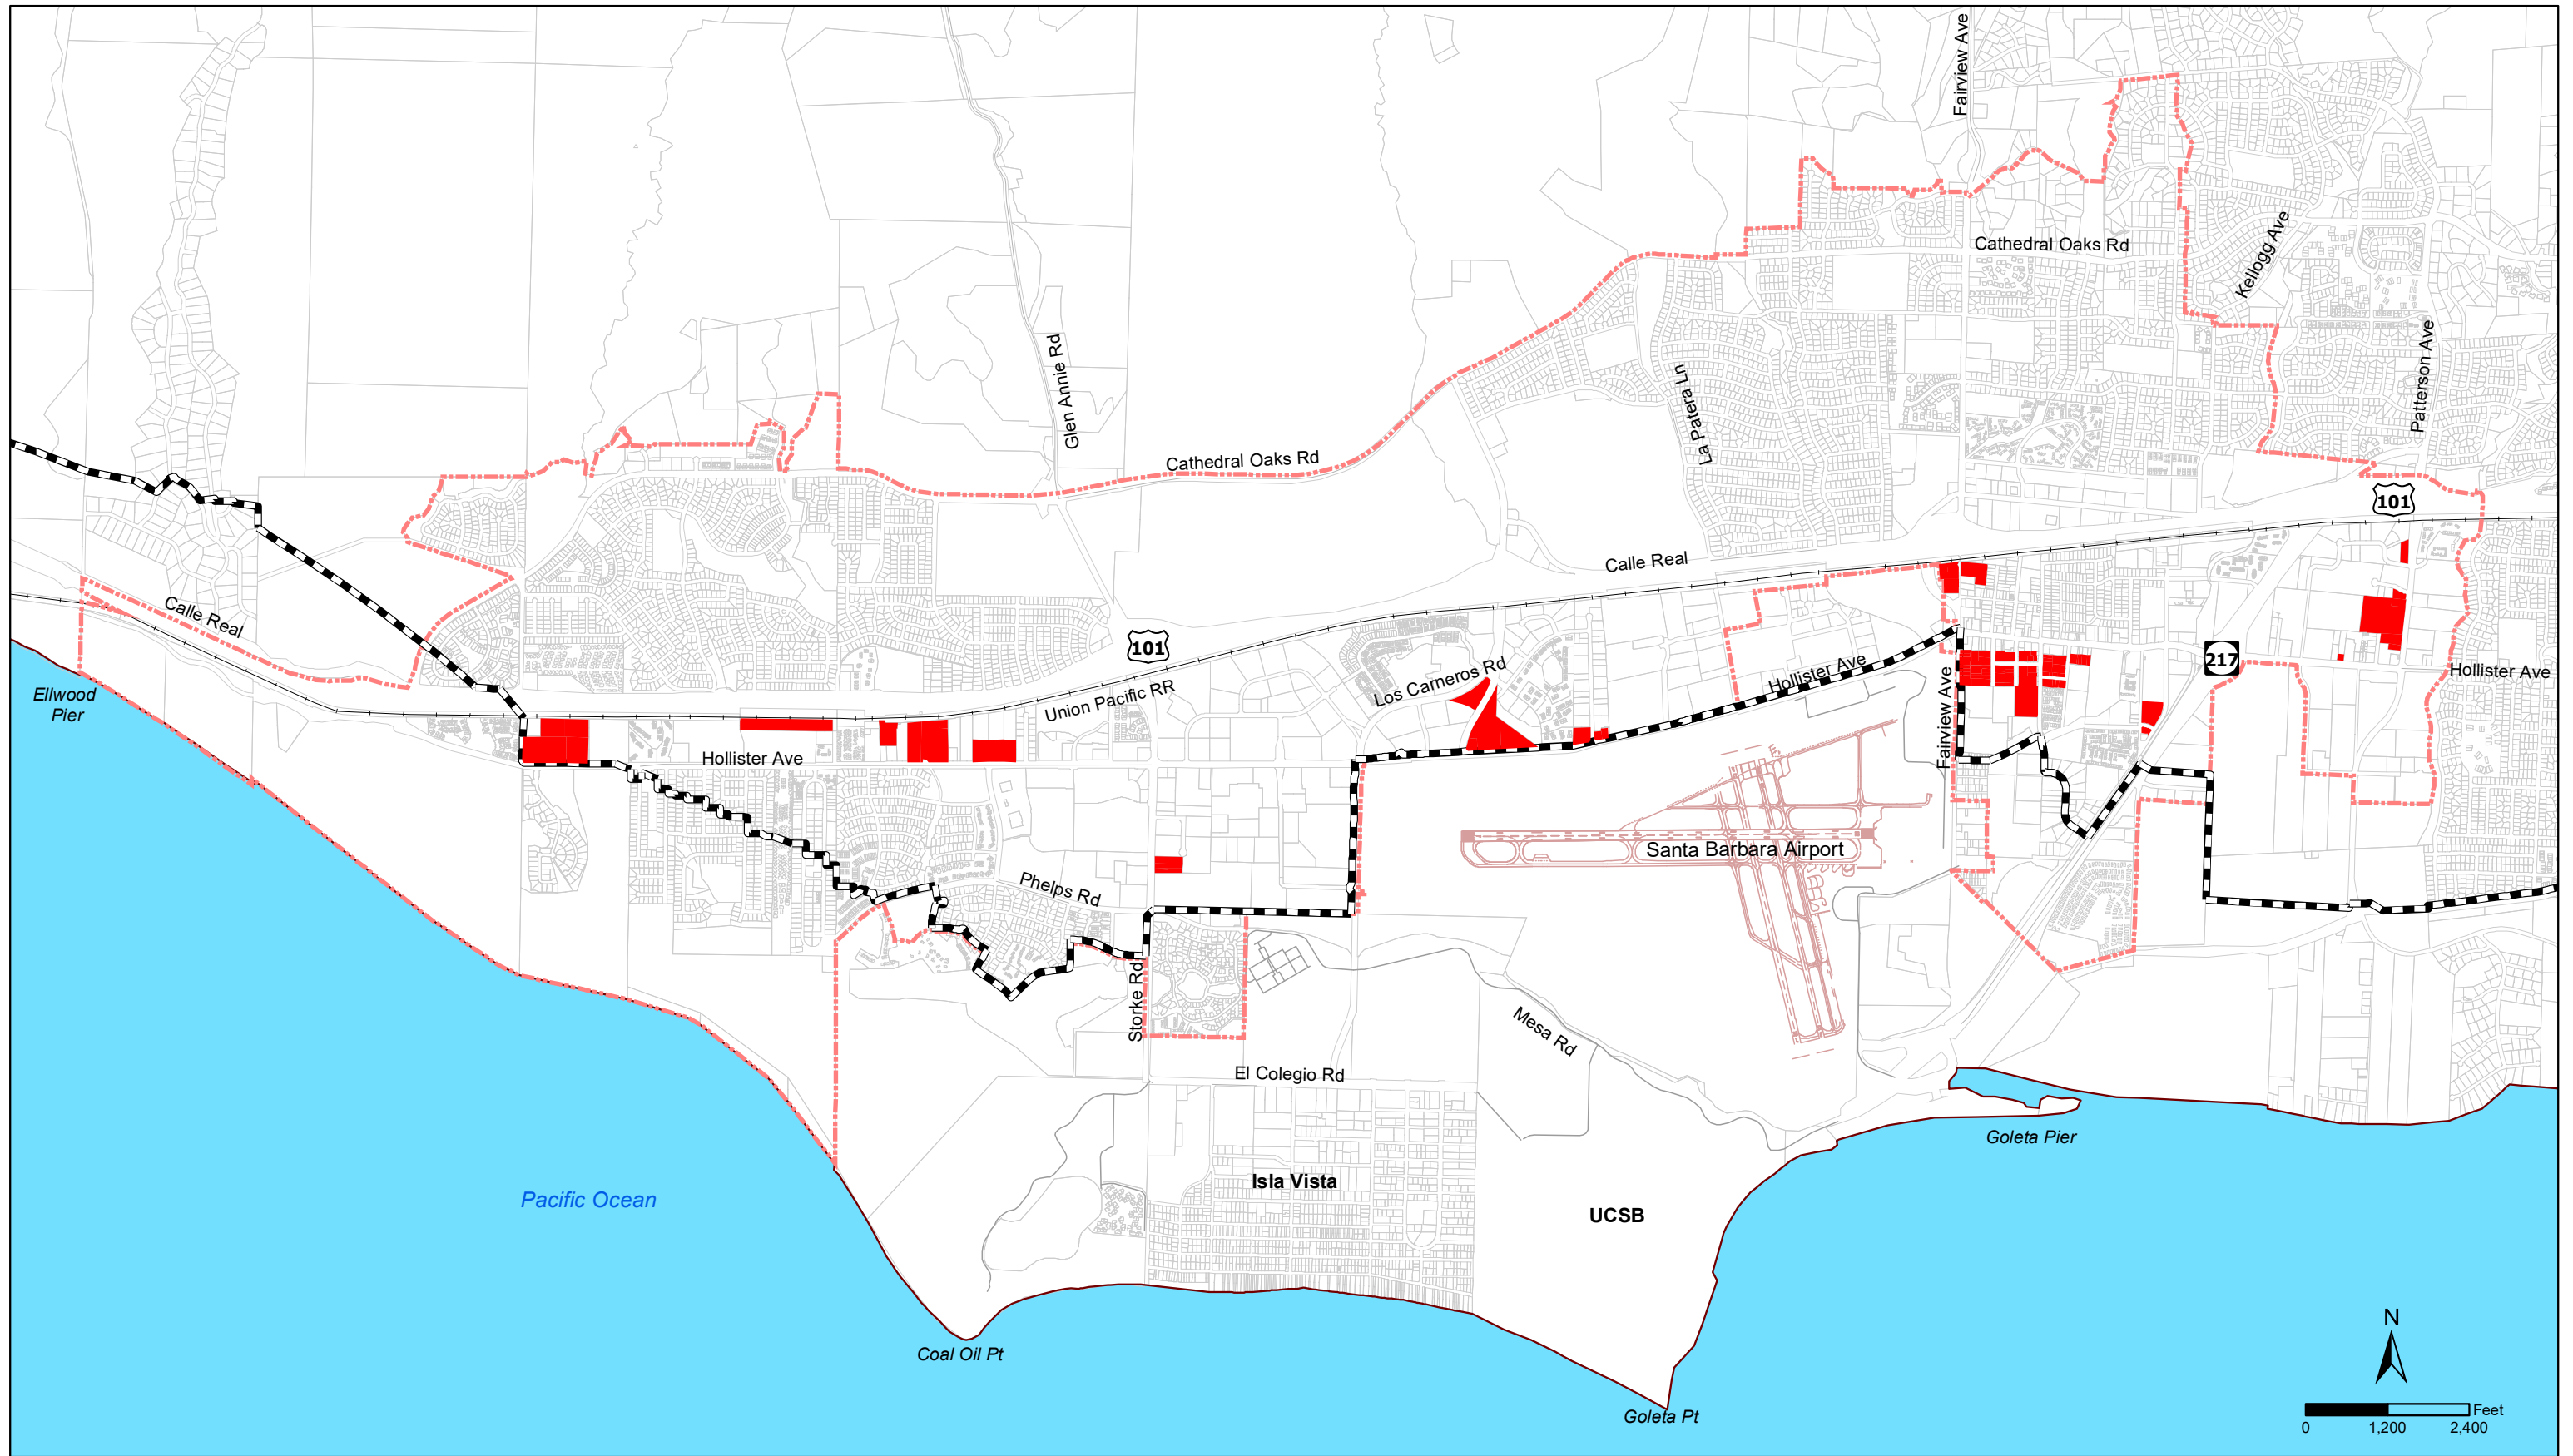 Fairview Ave
Cathedral Oaks Rd
Kellogg Ave
Patterson Ave
Glen Annie Rd
La Patera Ln
Cathedral Oaks Rd
101
Calle Real
Calle Real
101
217
Hollister Ave
Los Carneros Rd
Hollister Ave
Union Pacific RR
Fairview Ave
Ellwood
Pier
Hollister Ave
Santa Barbara Airport
Phelps Rd
Storke Rd
Mesa Rd
El Colegio Rd
Goleta Pier
Isla Vista
Pacific Ocean
UCSB
Coal Oil Pt
Goleta Pt
N
Feet
0 1,200 2,400